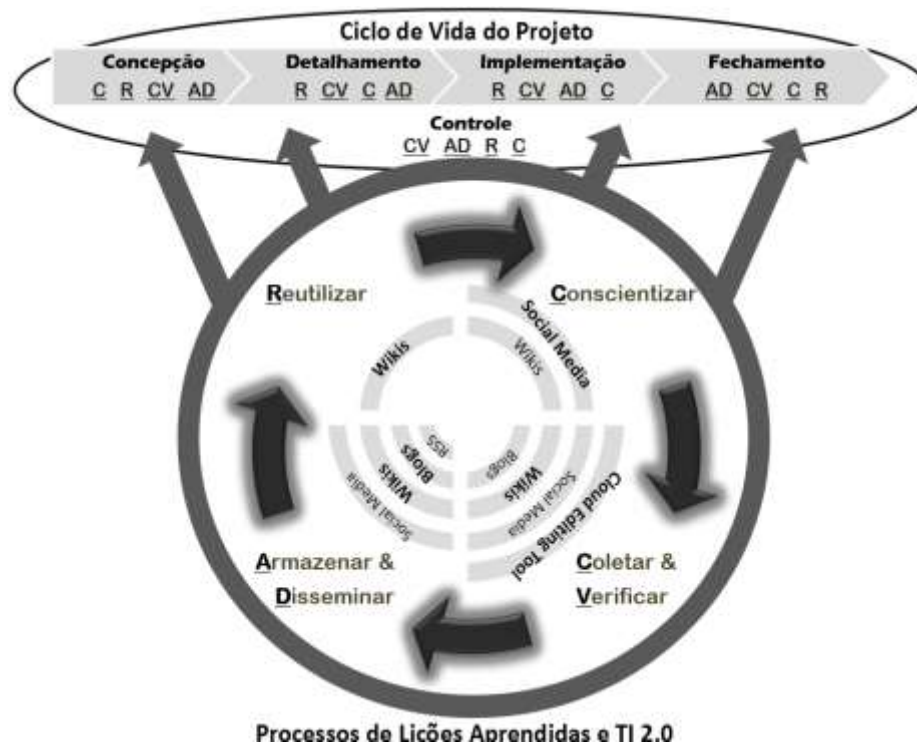 Ciclo de Vida do Projeto
Concepção
C R CV AD
Detalhamento
R CV C AD
Implementação
R CV AD C
Fechamento
AD CV C R
Controle
CV AD R C
Reutilizar
Conscientizar
Social Media
Wikis
Wikis
RSS
Blogs
Wikis
Social Media
Blogs
Wikis
Social Media
Cloud Editing Tool
Armazenar &
Disseminar
Coletar &
Verificar
Processos de Lições Aprendidas e TI 2.0